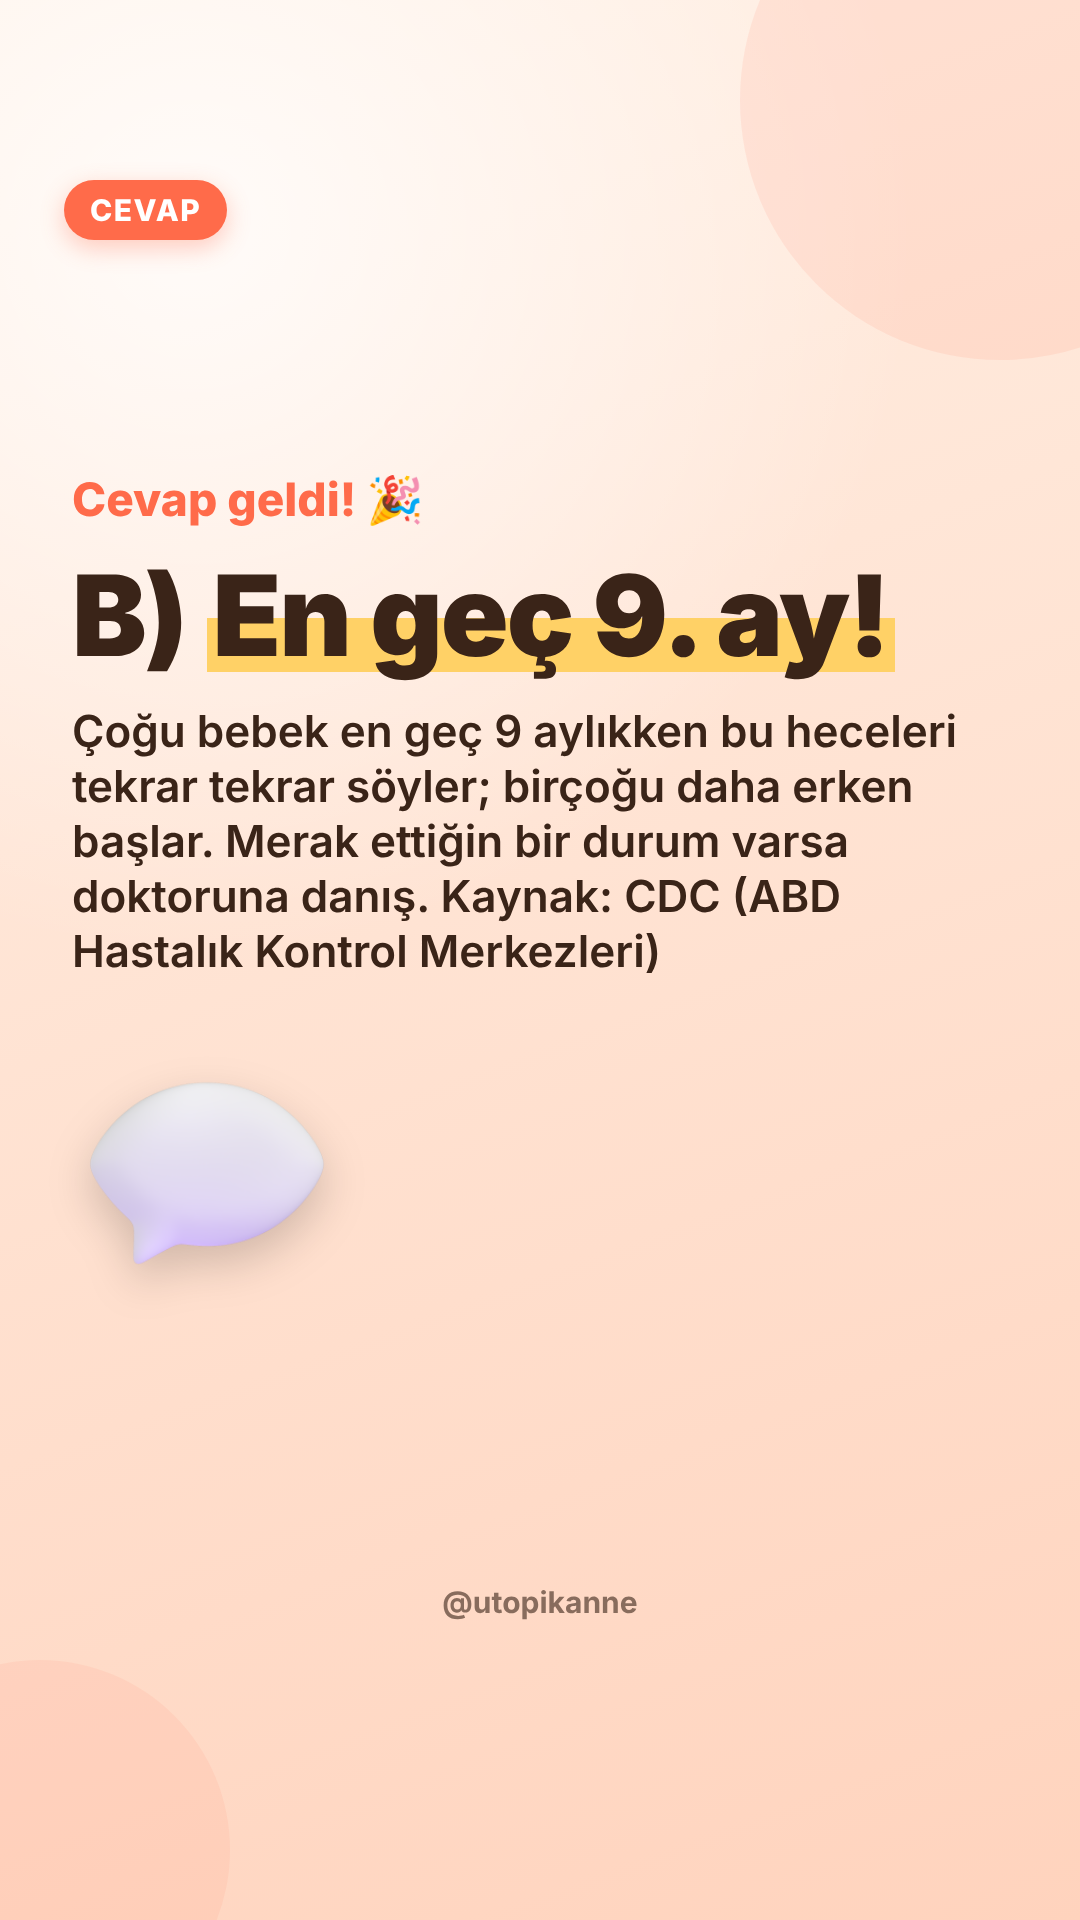 CEVAP
Cevap geldi! 🎉
B) En geç 9. ay!
Çoğu bebek en geç 9 aylıkken bu heceleri
tekrar tekrar söyler; birçoğu daha erken
başlar. Merak ettiğin bir durum varsa
doktoruna danış. Kaynak: CDC (ABD
Hastalık Kontrol Merkezleri)
@utopikanne